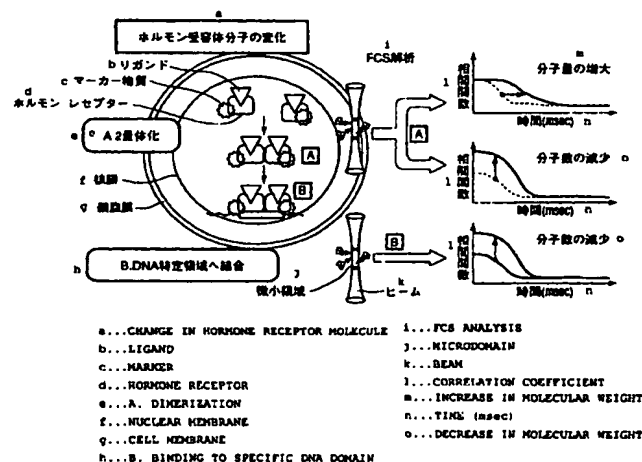 a
ホルモン受容体分子の変化
b リガンド
c マーカー物質
d
ホルモン レセプター
e
A 2量体化
f 核膜
g 細胞膜
h
B.DNA特定領域へ結合
A
B
i
FCS解析
A
B
j
微小領域
k
ビーム
m
分子量の増大
l
相関関数
時間(msec) n
分子数の減少 o
l
相関関数
時間(msec) n
分子数の減少 o
l
相関関数
時間(msec) n
a...CHANGE IN HORMONE RECEPTOR MOLECULE
b...LIGAND
c...MARKER
d...HORMONE RECEPTOR
e...A. DIMERIZATION
f...NUCLEAR MEMBRANE
g...CELL MEMBRANE
h...B. BINDING TO SPECIFIC DNA DOMAIN
i...FCS ANALYSIS
j...MICRODOMAIN
k...BEAM
l...CORRELATION COEFFICIENT
m...INCREASE IN MOLECULAR WEIGHT
n...TIME (msec)
o...DECREASE IN MOLECULAR WEIGHT